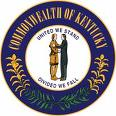 COMMONWEALTH OF KENTUCKY
UNITED WE STAND
DIVIDED WE FALL